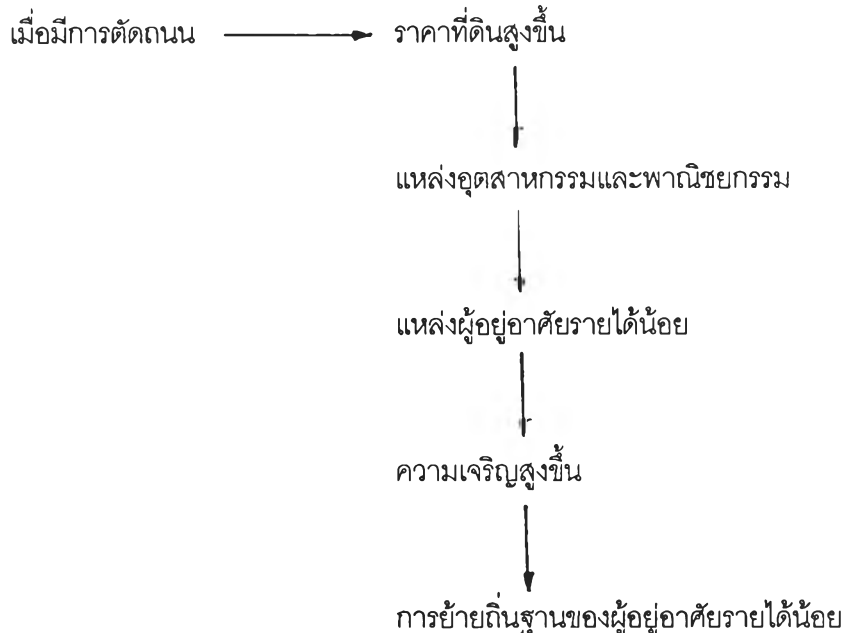 เมื่อมีการตัดถนน ราคาที่ดินสูงขึ้น
แหล่งอุตสาหกรรมและพาณิชยกรรม
แหล่งผู้อยู่อาศัยรายได้น้อย
ความเจริญสูงขึ้น
การย้ายถิ่นฐานของผู้อยู่อาศัยรายได้น้อย